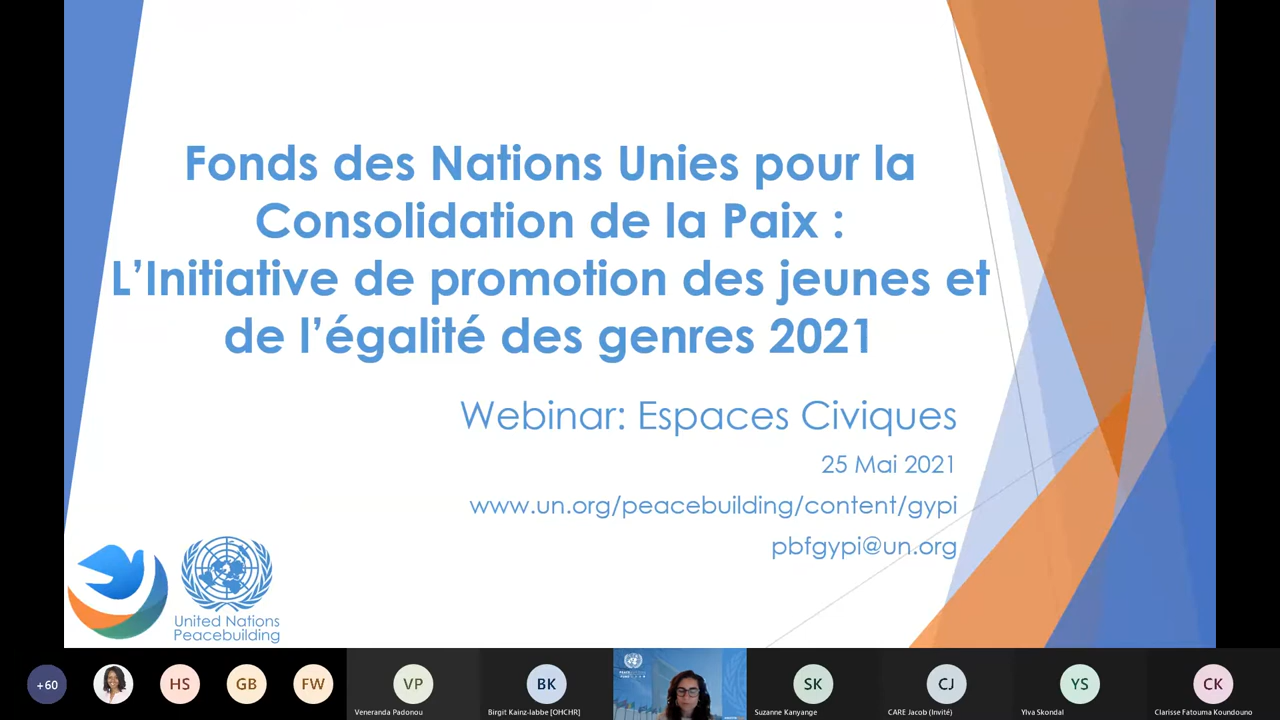 Fonds des Nations Unies pour la
Consolidation de la Paix :
L’Initiative de promotion des jeunes et
de l’égalité des genres 2021
Webinar: Espaces Civiques
25 Mai 2021
www.un.org/peacebuilding/content/gypi
pbfgypi@un.org
United Nations
Peacebuilding
+60
HS
GB
FW
VP
Veneranda Padonou
BK
Birgit Kainz-labbe [OHCHR]
SK
Suzanne Kanyange
CJ
CARE Jacob (Invité)
YS
Ylva Skondal
CK
Clarisse Fatouma Koundouno